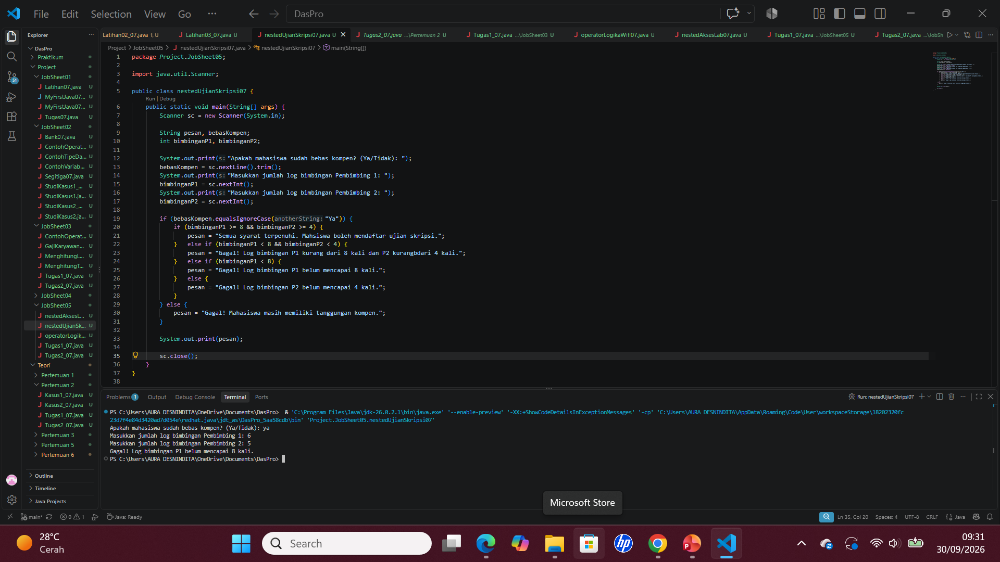 File Edit Selection View Go ···
DasPro
Explorer ···
Latihan02_07.java 1, U
Latihan03_07.java U
nestedUjianSkripsi07.java U
Tugas2_07.java ...\Pertemuan 2 U
Tugas1_07.java ...\JobSheet03 U
operatorLogikaWifi07.java U
nestedAksesLab07.java U
Tugas1_07.java ...\JobSheet05 U
Tugas2_07.java ...\JobSh
Project > JobSheet05 > nestedUjianSkripsi07.java > nestedUjianSkripsi07 > main(String[])
DasPro
Praktikum
Project
JobSheet01
Latihan07.java U
MyFirstJava07... U
MyFirstJava07... U
Tugas07.java U
JobSheet02
Bank07.java U
ContohOperat... U
ContohTipeDa... U
ContohVariab... U
Segitiga07.java U
StudiKasus1_... U
StudiKasus1.ja... U
StudiKasus2_... U
StudiKasus2.ja... U
JobSheet03
ContohOperat... U
GajiKaryawan... U
MenghitungL... U
MenghitungT... U
Tugas1_07.java U
Tugas2_07.java U
JobSheet04
JobSheet05
nestedAksesL... U
nestedUjianSk... U
operatorLogik... U
Tugas1_07.java U
Tugas2_07.java U
Teori
Pertemuan 1
Pertemuan 2
Kasus1_07.java U
Kasus2_07.java U
Tugas1_07.java U
Tugas2_07.java U
Pertemuan 3
Pertemuan 5
Pertemuan 6
Outline
Timeline
Java Projects
51
1 package Project.JobSheet05;
2
3 import java.util.Scanner;
4
5 public class nestedUjianSkripsi07 {
Run | Debug
6 public static void main(String[] args) {
7 Scanner sc = new Scanner(System.in);
8
9 String pesan, bebasKompen;
10 int bimbinganP1, bimbinganP2;
11
12 System.out.print(s: "Apakah mahasiswa sudah bebas kompen? (Ya/Tidak): ");
13 bebasKompen = sc.nextLine().trim();
14 System.out.print(s: "Masukkan jumlah log bimbingan Pembimbing 1: ");
15 bimbinganP1 = sc.nextInt();
16 System.out.print(s: "Masukkan jumlah log bimbingan Pembimbing 2: ");
17 bimbinganP2 = sc.nextInt();
18
19 if (bebasKompen.equalsIgnoreCase(anotherString: "Ya")) {
20 if (bimbinganP1 >= 8 && bimbinganP2 >= 4) {
21 pesan = "Semua syarat terpenuhi. Mahsiswa boleh mendaftar ujian skripsi.";
22 } else if (bimbinganP1 < 8 && bimbinganP2 < 4) {
23 pesan = "Gagal! Log bimbingan P1 kurang dari 8 kali dan P2 kurangbdari 4 kali.";
24 } else if (bimbinganP1 < 8) {
25 pesan = "Gagal! Log bimbingan P1 belum mencapai 8 kali.";
26 } else {
27 pesan = "Gagal! Log bimbingan P2 belum mencapai 4 kali.";
28 }
29 } else {
30 pesan = "Gagal! Mahasiswa masih memiliki tanggungan kompen.";
31 }
32
33 System.out.print(pesan);
34
35 sc.close();
36 }
37 }
38
Problems 1 Output Debug Console Terminal Ports
Run: nestedUjianSkripsi07
PS C:\Users\AURA DESNINDITA\OneDrive\Documents\DasPro> & 'C:\Program Files\Java\jdk-26.0.2.1\bin\java.exe' '--enable-preview' '-XX:+ShowCodeDetailsInExceptionMessages' '-cp' 'C:\Users\AURA DESNINDITA\AppData\Roaming\Code\User\workspaceStorage\18202320fc
23d7f4e84d3420ad7d054e\redhat.java\jdt_ws\DasPro_5aa58cdb\bin' 'Project.JobSheet05.nestedUjianSkripsi07'
Apakah mahasiswa sudah bebas kompen? (Ya/Tidak): ya
Masukkan jumlah log bimbingan Pembimbing 1: 6
Masukkan jumlah log bimbingan Pembimbing 2: 5
Gagal! Log bimbingan P1 belum mencapai 8 kali.
PS C:\Users\AURA DESNINDITA\OneDrive\Documents\DasPro>
Microsoft Store
main* 0 1 Java: Ready
Ln 35, Col 20 Spaces: 4 UTF-8 CRLF Java
28°C
Cerah
Search
09:31
30/09/2026